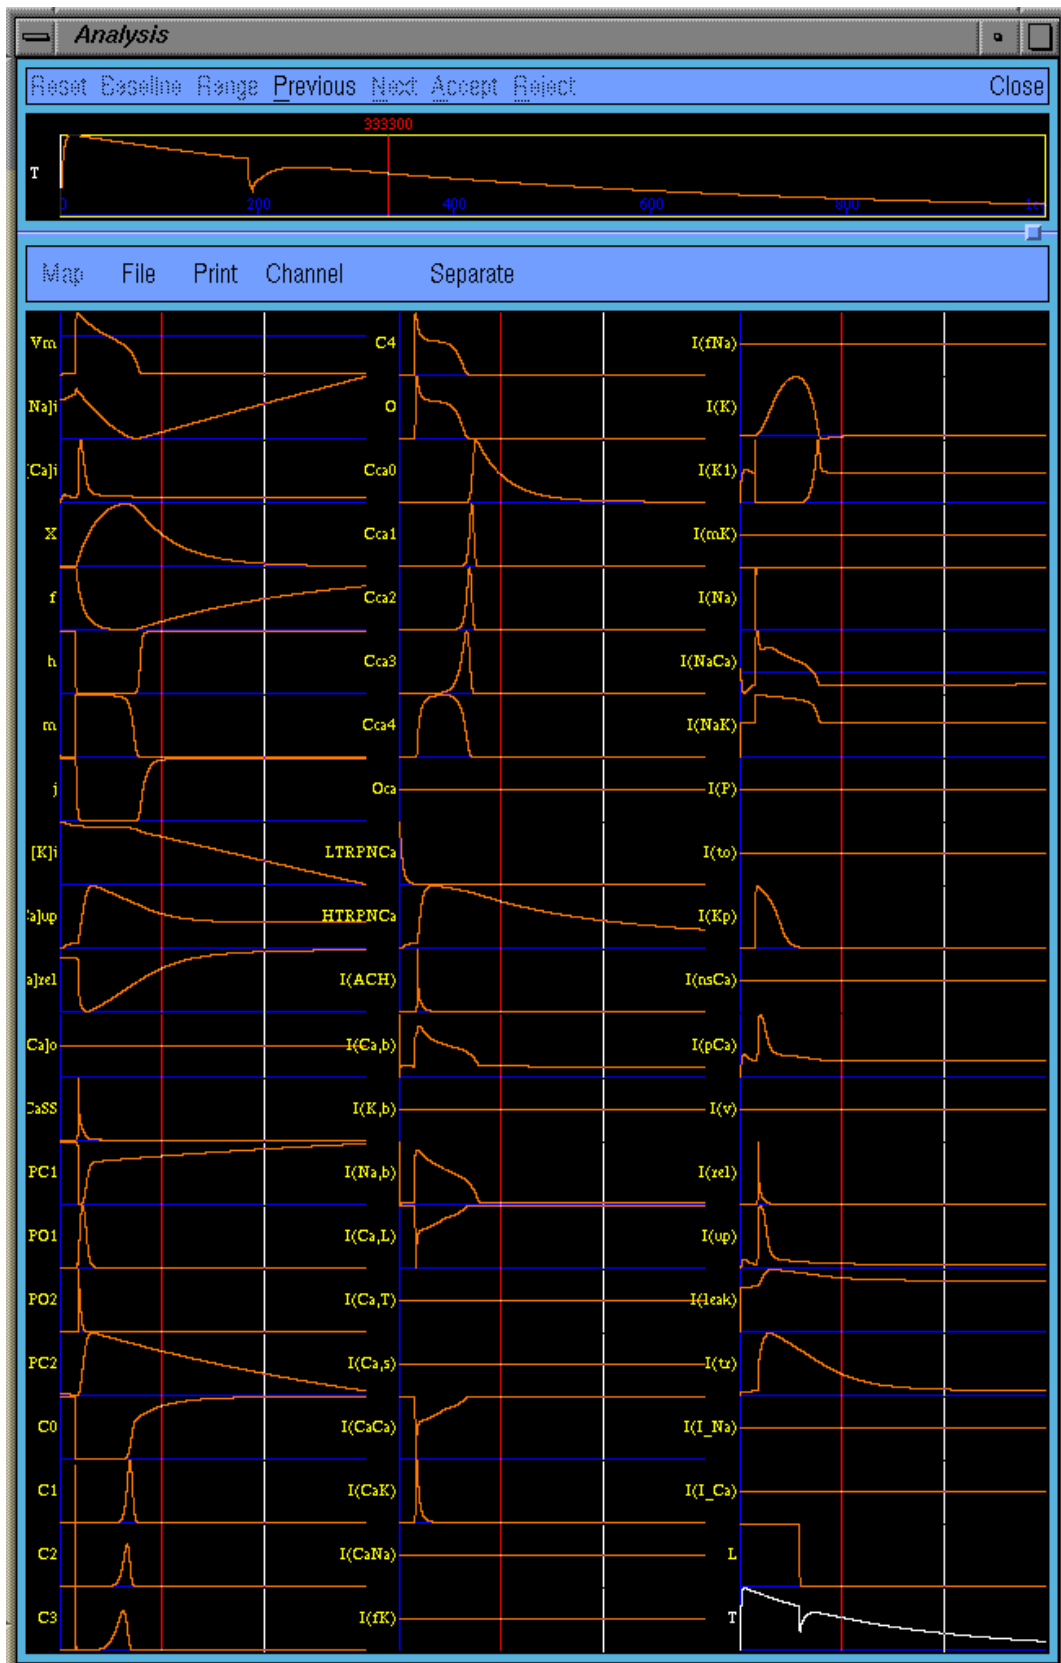 Analysis
Reset Baseline Range Previous Next Accept Reject Close
333300
T
0 200 400 600 800 1e
Map File Print Channel Separate
Vm C4 I(fNa)
Na]i O I(K)
[Ca]i Cca0 I(K1)
X Cca1 I(mK)
f Cca2 I(Na)
h Cca3 I(NaCa)
m Cca4 I(NaK)
j Oca I(P)
[K]i LTRPNCa I(to)
a]up HTRPNCa I(Kp)
a]rel I(ACH) I(nsCa)
Ca]o I(Ca,b) I(pCa)
CaSS I(K,b) I(v)
PC1 I(Na,b) I(rel)
PO1 I(Ca,L) I(up)
PO2 I(Ca,T) I(leak)
PC2 I(Ca,s) I(tr)
C0 I(CaCa) I(I_Na)
C1 I(CaK) I(I_Ca)
C2 I(CaNa) L
C3 I(fK) T